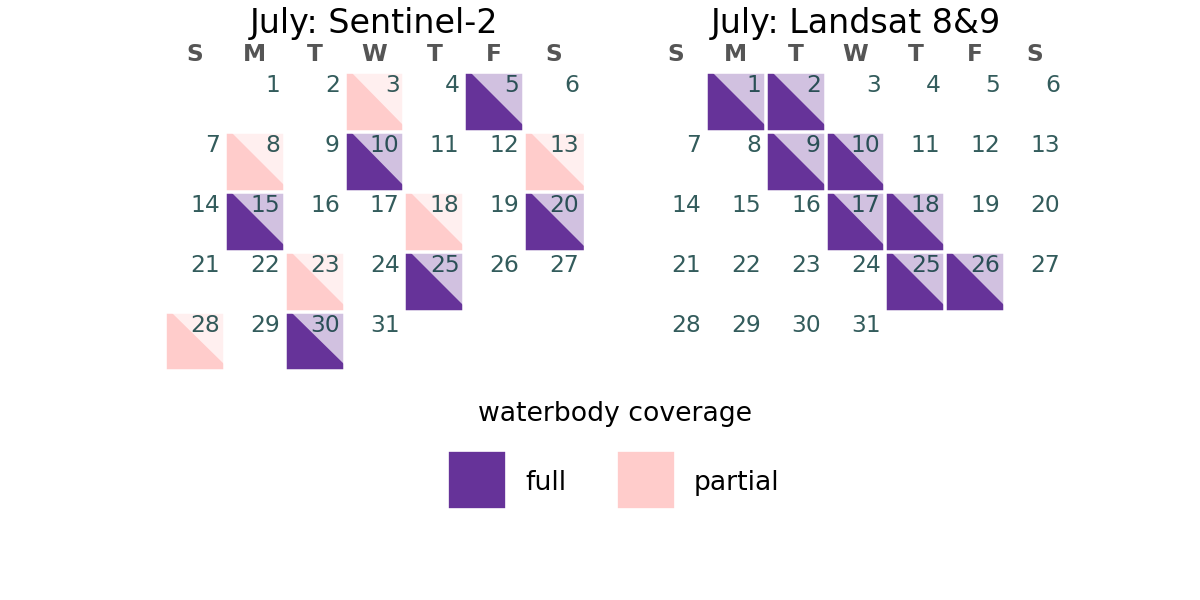 July: Sentinel-2
S M T W T F S
1 2 3 4 5 6
7 8 9 10 11 12 13
14 15 16 17 18 19 20
21 22 23 24 25 26 27
28 29 30 31
July: Landsat 8&9
S M T W T F S
1 2 3 4 5 6
7 8 9 10 11 12 13
14 15 16 17 18 19 20
21 22 23 24 25 26 27
28 29 30 31
waterbody coverage
full partial